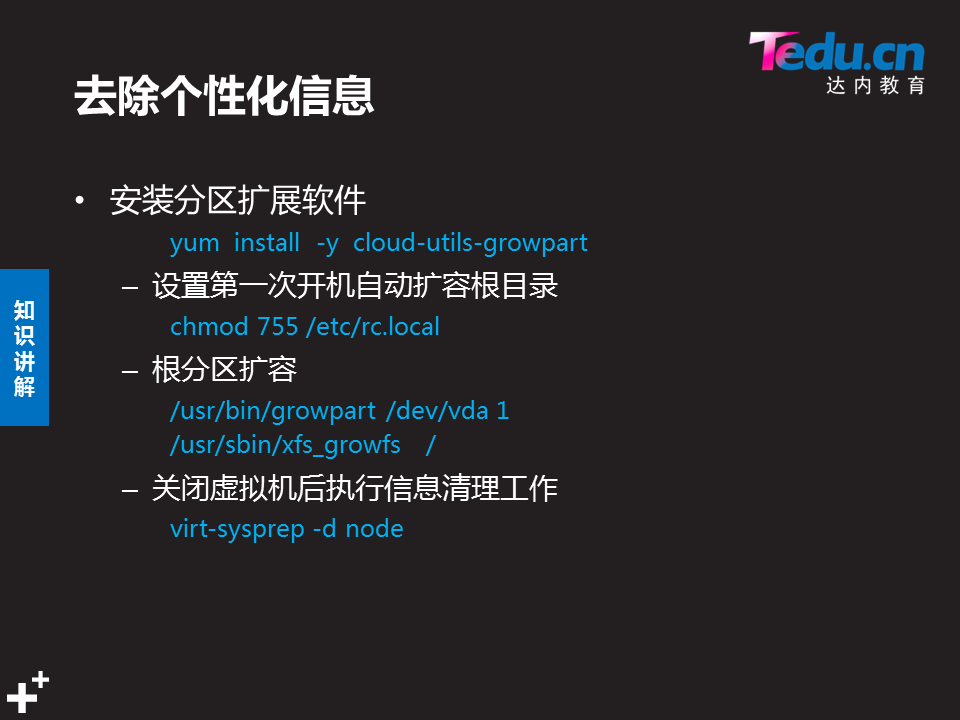 Tedu.cn
达内教育
去除个性化信息
• 安装分区扩展软件
yum install -y cloud-utils-growpart
– 设置第一次开机自动扩容根目录
chmod 755 /etc/rc.local
– 根分区扩容
/usr/bin/growpart /dev/vda 1
/usr/sbin/xfs_growfs /
– 关闭虚拟机后执行信息清理工作
virt-sysprep -d node
知识讲解